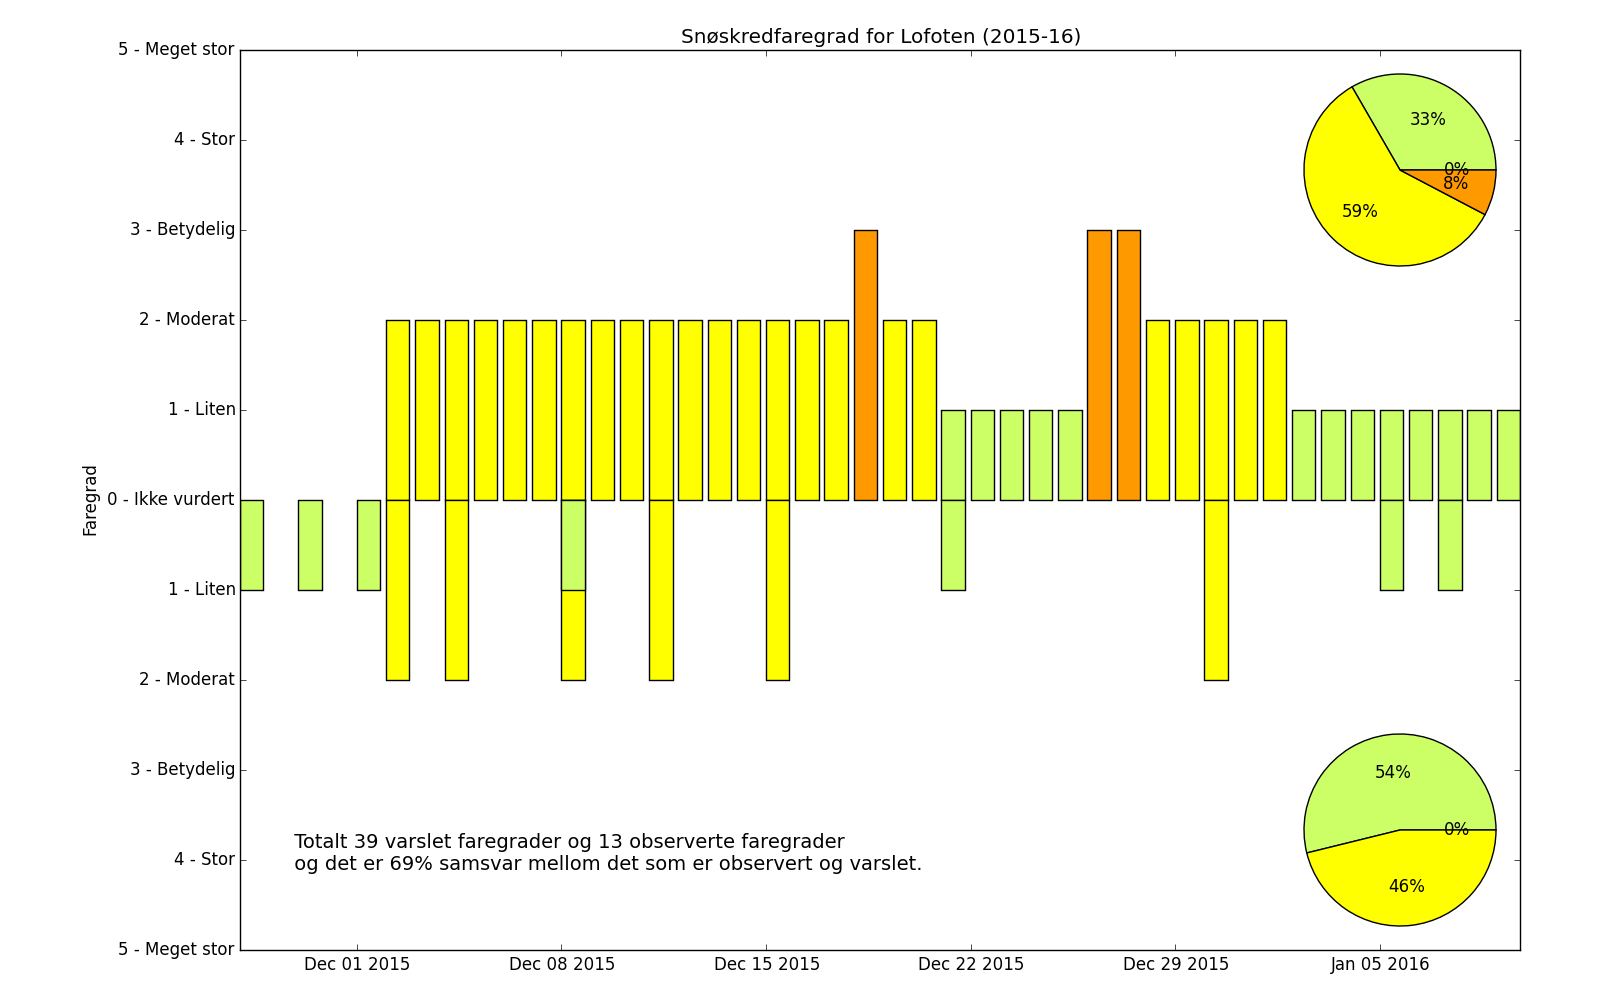 Snøskredfaregrad for Lofoten (2015-16)
5 - Meget stor
4 - Stor
3 - Betydelig
2 - Moderat
1 - Liten
0 - Ikke vurdert
1 - Liten
2 - Moderat
3 - Betydelig
4 - Stor
5 - Meget stor
Faregrad
33%
0%
8%
59%
54%
0%
46%
Totalt 39 varslet faregrader og 13 observerte faregrader
og det er 69% samsvar mellom det som er observert og varslet.
Dec 01 2015
Dec 08 2015
Dec 15 2015
Dec 22 2015
Dec 29 2015
Jan 05 2016